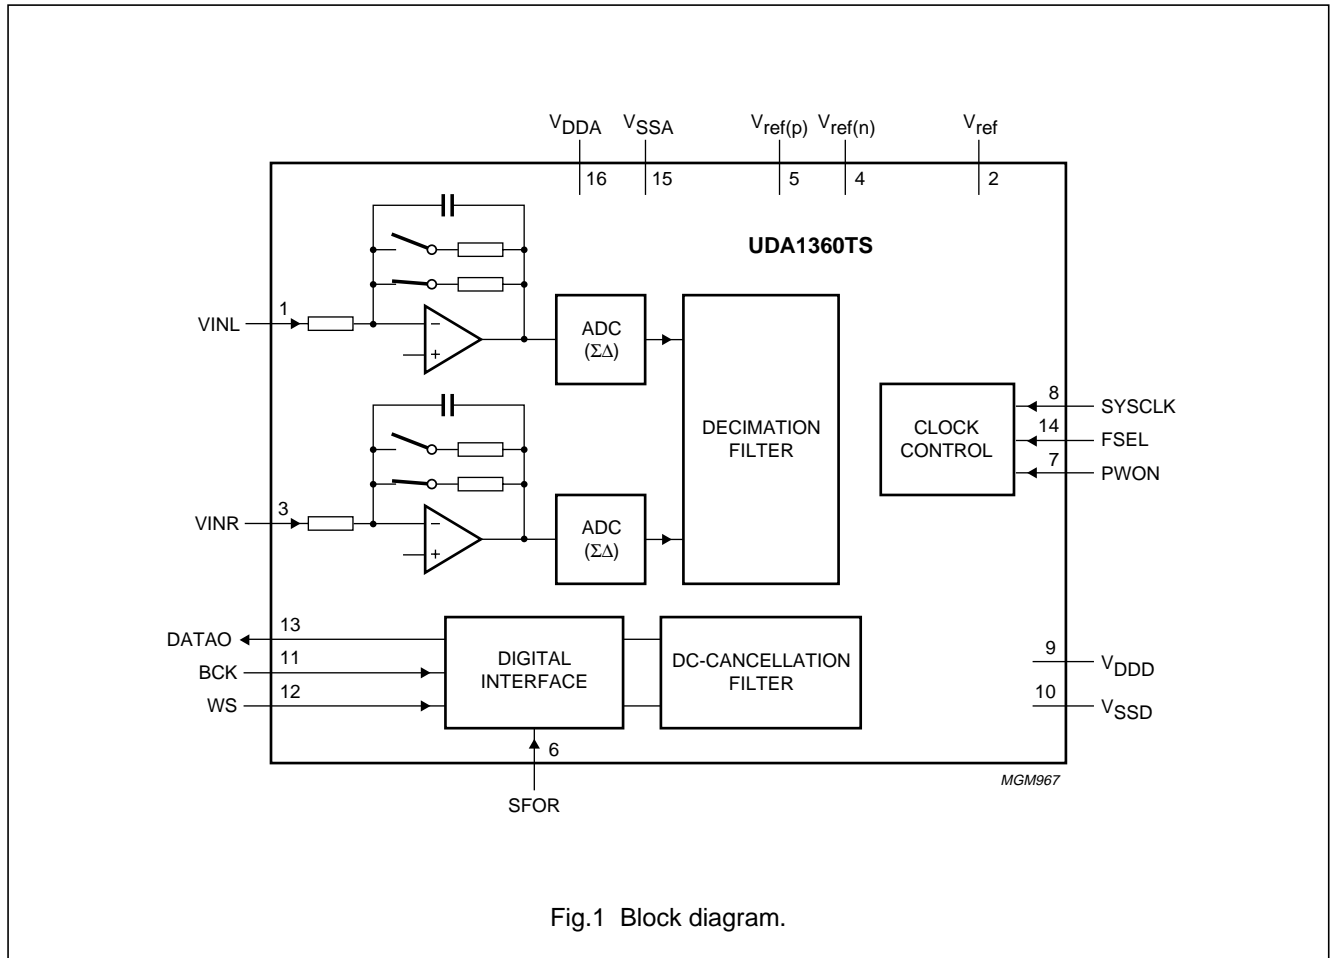 VDDA VSSA Vref(p) Vref(n) Vref
16 15 5 4 2
UDA1360TS
VINL 1
− +
ADC (ΣΔ)
DECIMATION FILTER
CLOCK CONTROL
8 SYSCLK
14 FSEL
7 PWON
VINR 3
− +
ADC (ΣΔ)
DATAO 13
BCK 11
WS 12
DIGITAL INTERFACE
DC-CANCELLATION FILTER
9 VDDD
10 VSSD
6
SFOR
MGM967
Fig.1 Block diagram.